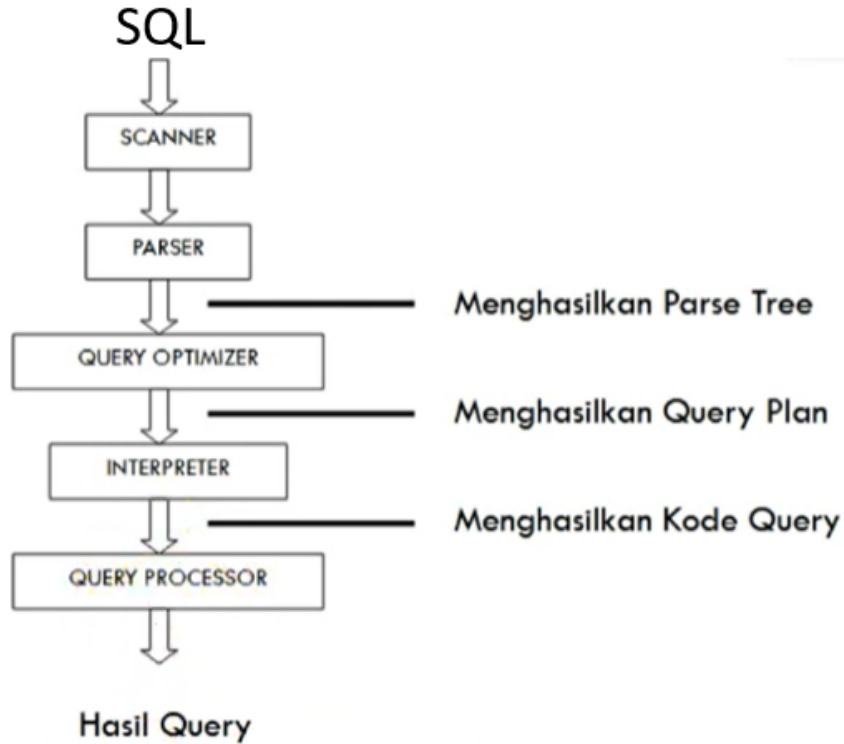 SQL
SCANNER
PARSER
Menghasilkan Parse Tree
QUERY OPTIMIZER
Menghasilkan Query Plan
INTERPRETER
Menghasilkan Kode Query
QUERY PROCESSOR
Hasil Query